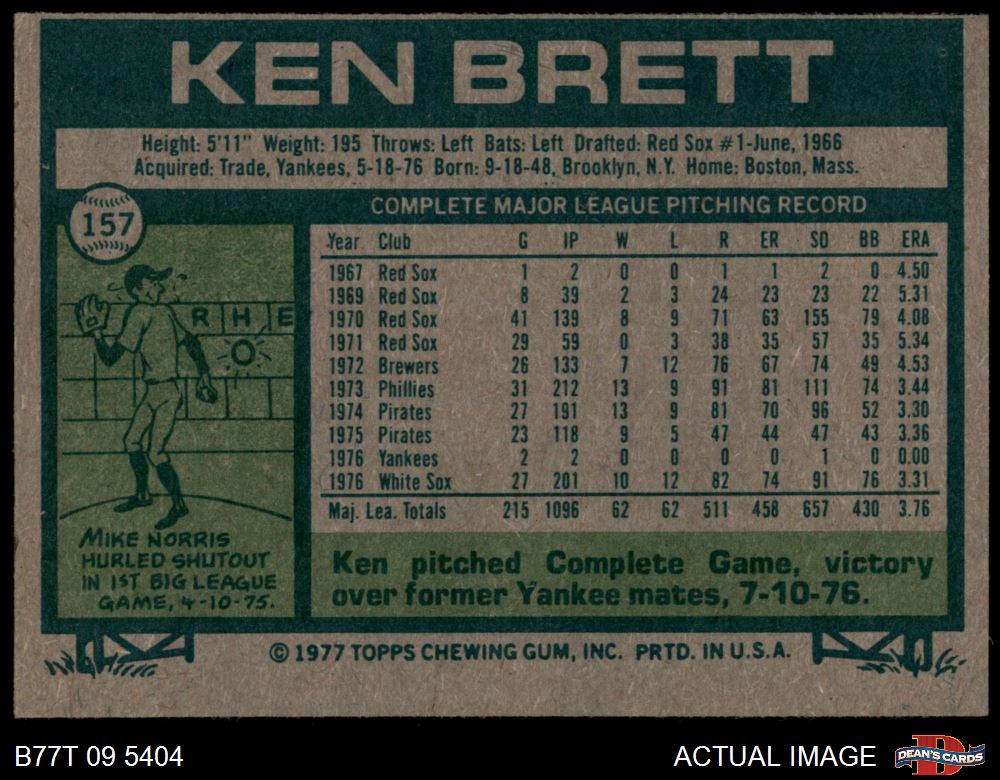 KEN BRETT
Height: 5'11" Weight: 195 Throws: Left Bats: Left Drafted: Red Sox #1-June, 1966
Acquired: Trade, Yankees, 5-18-76 Born: 9-18-48, Brooklyn, N.Y. Home: Boston, Mass.
157
COMPLETE MAJOR LEAGUE PITCHING RECORD
Year Club G IP W L R ER SO BB ERA
1967 Red Sox 1 2 0 0 1 1 2 0 4.50
1969 Red Sox 8 39 2 3 24 23 23 22 5.31
1970 Red Sox 41 139 8 9 71 63 155 79 4.08
1971 Red Sox 29 59 0 3 38 35 57 35 5.34
1972 Brewers 26 133 7 12 76 67 74 49 4.53
1973 Phillies 31 212 13 9 91 81 111 74 3.44
1974 Pirates 27 191 13 9 81 70 96 52 3.30
1975 Pirates 23 118 9 5 47 44 47 43 3.36
1976 Yankees 2 2 0 0 0 0 1 0 0.00
1976 White Sox 27 201 10 12 82 74 91 76 3.31
Maj. Lea. Totals 215 1096 62 62 511 458 657 430 3.76
R H E
O
MIKE NORRIS
HURLED SHUTOUT
IN 1ST BIG LEAGUE
GAME, 4-10-75.
Ken pitched Complete Game, victory
over former Yankee mates, 7-10-76.
© 1977 TOPPS CHEWING GUM, INC. PRTD. IN U.S.A.
B77T 09 5404
ACTUAL IMAGE
DEAN'S CARDS